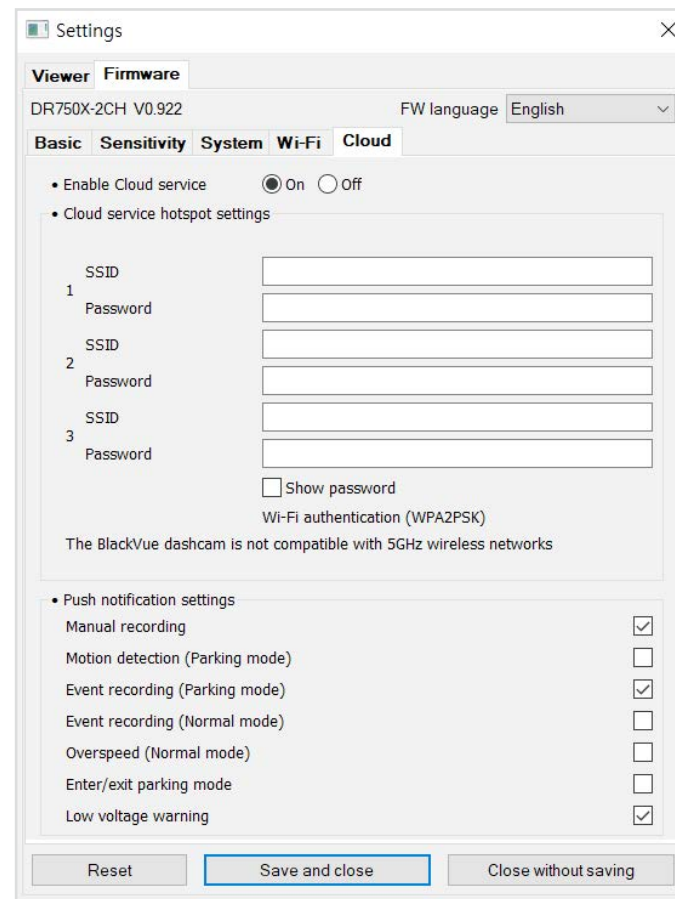 Settings
Viewer Firmware
DR750X-2CH V0.922 FW language English
Basic Sensitivity System Wi-Fi Cloud
• Enable Cloud service On Off
• Cloud service hotspot settings
SSID
1
Password
SSID
2
Password
SSID
3
Password
Show password
Wi-Fi authentication (WPA2PSK)
The BlackVue dashcam is not compatible with 5GHz wireless networks
• Push notification settings
Manual recording
Motion detection (Parking mode)
Event recording (Parking mode)
Event recording (Normal mode)
Overspeed (Normal mode)
Enter/exit parking mode
Low voltage warning
Reset Save and close Close without saving